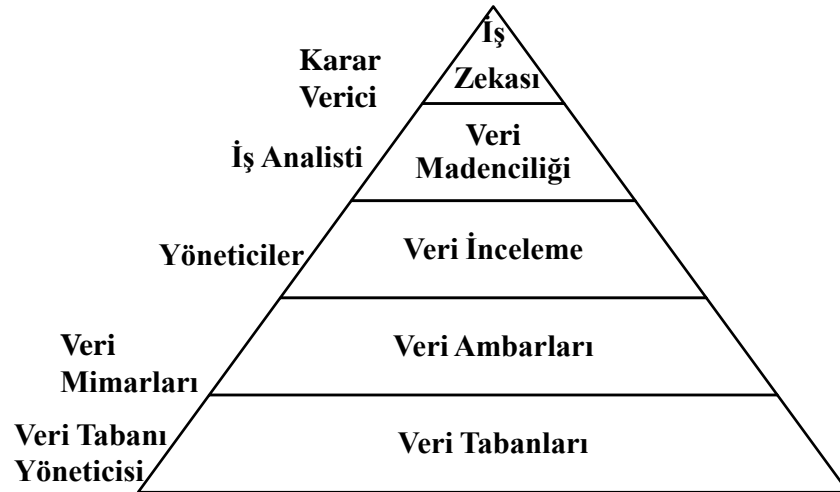 İş
Zekası
Karar
Verici
Veri
Madenciliği
İş Analisti
Veri İnceleme
Yöneticiler
Veri Ambarları
Veri
Mimarları
Veri Tabanları
Veri Tabanı
Yöneticisi